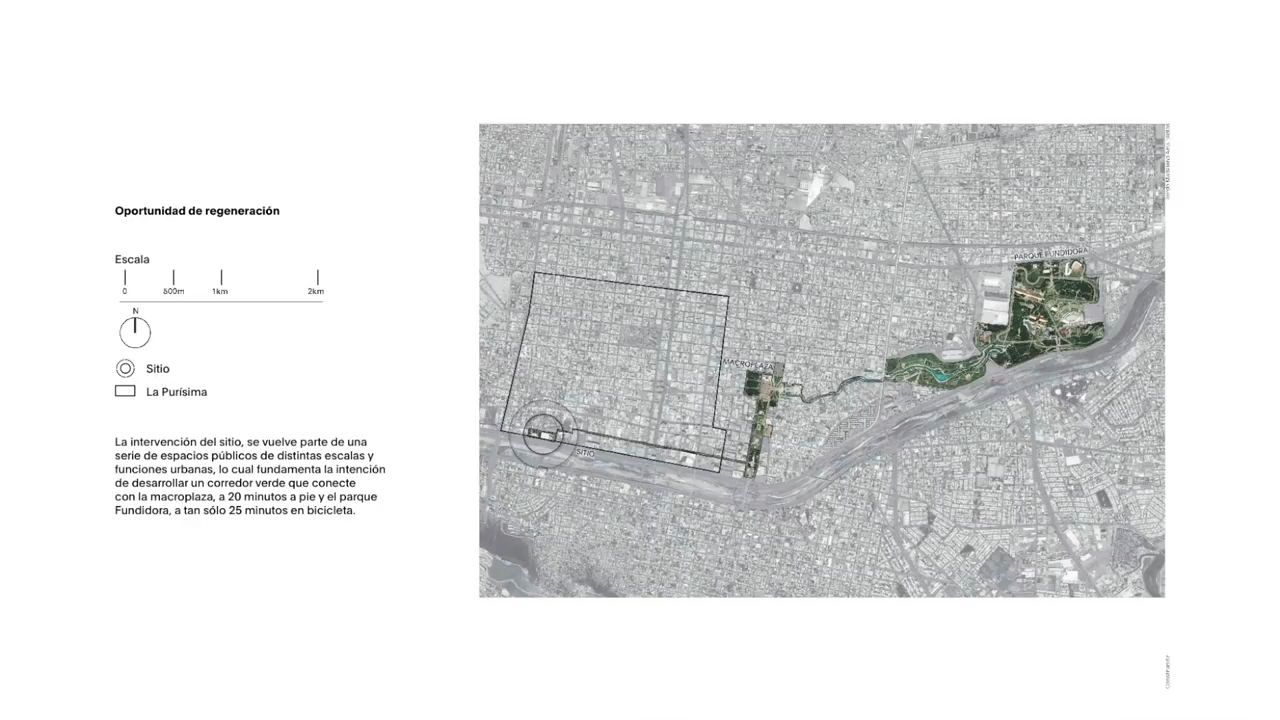 Oportunidad de regeneración
Escala
0 500m 1km 2km
N
Sitio
La Purísima
La intervención del sitio, se vuelve parte de una
serie de espacios públicos de distintas escalas y
funciones urbanas, lo cual fundamenta la intención
de desarrollar un corredor verde que conecte
con la macroplaza, a 20 minutos a pie y el parque
Fundidora, a tan sólo 25 minutos en bicicleta.
PARQUE FUNDIDORA
MACROPLAZA
SITIO